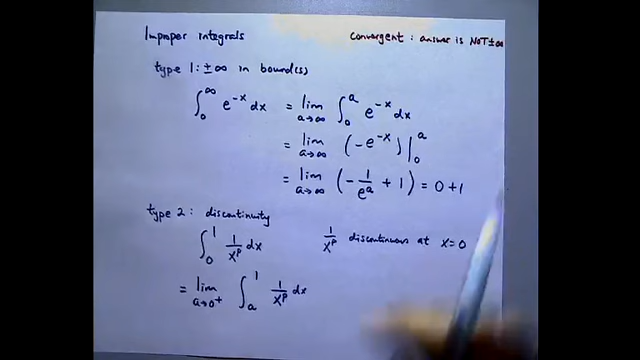 Improper integrals
convergent : answer is NOT ±∞
type 1: ±∞ in bound(s)
∫₀^∞ e^{-x} dx = lim_{a→∞} ∫₀^a e^{-x} dx
= lim_{a→∞} (-e^{-x}) |₀^a
= lim_{a→∞} (-1/e^a + 1) = 0 + 1
type 2: discontinuity
∫₀^1 1/x^p dx    1/x^p discontinuous at x=0
= lim_{a→0⁺} ∫_a^1 1/x^p dx